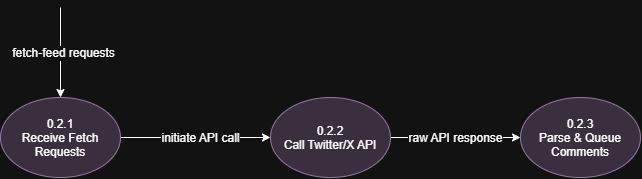 fetch-feed requests
0.2.1
Receive Fetch
Requests
initiate API call
0.2.2
Call Twitter/X API
raw API response
0.2.3
Parse & Queue
Comments